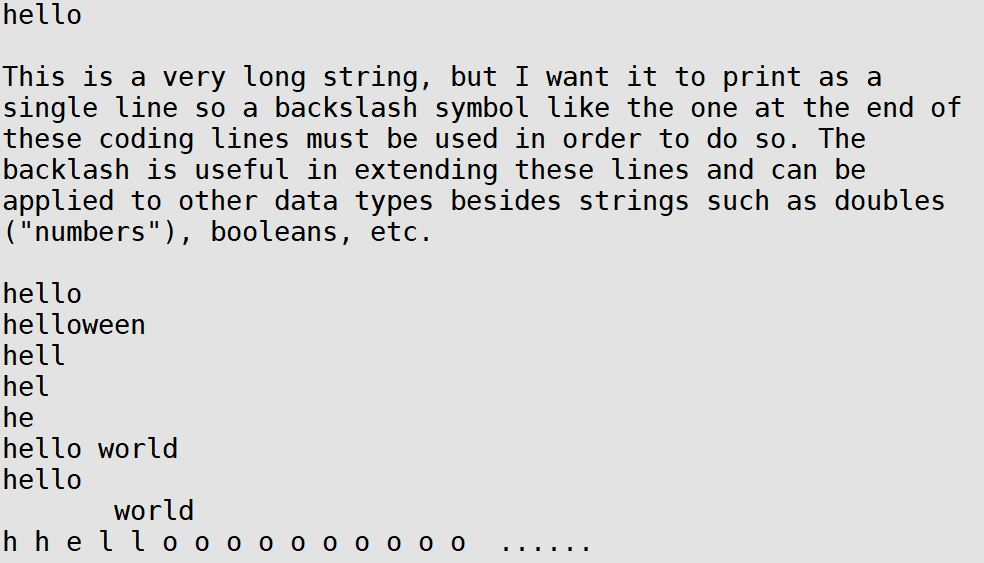 hello
This is a very long string, but I want it to print as a
single line so a backslash symbol like the one at the end of
these coding lines must be used in order to do so. The
backlash is useful in extending these lines and can be
applied to other data types besides strings such as doubles
("numbers"), booleans, etc.
hello
helloween
hell
hel
he
hello world
hello
world
h h e l l o o o o o o o o o o  ......